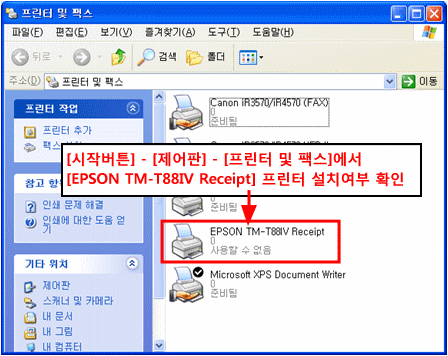 프린터 및 팩스
파일(F) 편집(E) 보기(V) 즐겨찾기(A) 도구(T) 도움말(H)
뒤로 검색 폴더
주소(D) 프린터 및 팩스 이동
프린터 작업
프린터 추가
Canon iR3570/iR4570 (FAX)
0
준비됨
[시작버튼] - [제어판] - [프린터 및 팩스]에서
[EPSON TM-T88IV Receipt] 프린터 설치여부 확인
참고
인쇄 문제 해결
인쇄에 대한 도움 얻기
준비됨
EPSON TM-T88IV Receipt
0
사용할 수 없음
Microsoft XPS Document Writer
0
준비됨
기타 위치
제어판
스캐너 및 카메라
내 문서
내 그림
내 컴퓨터